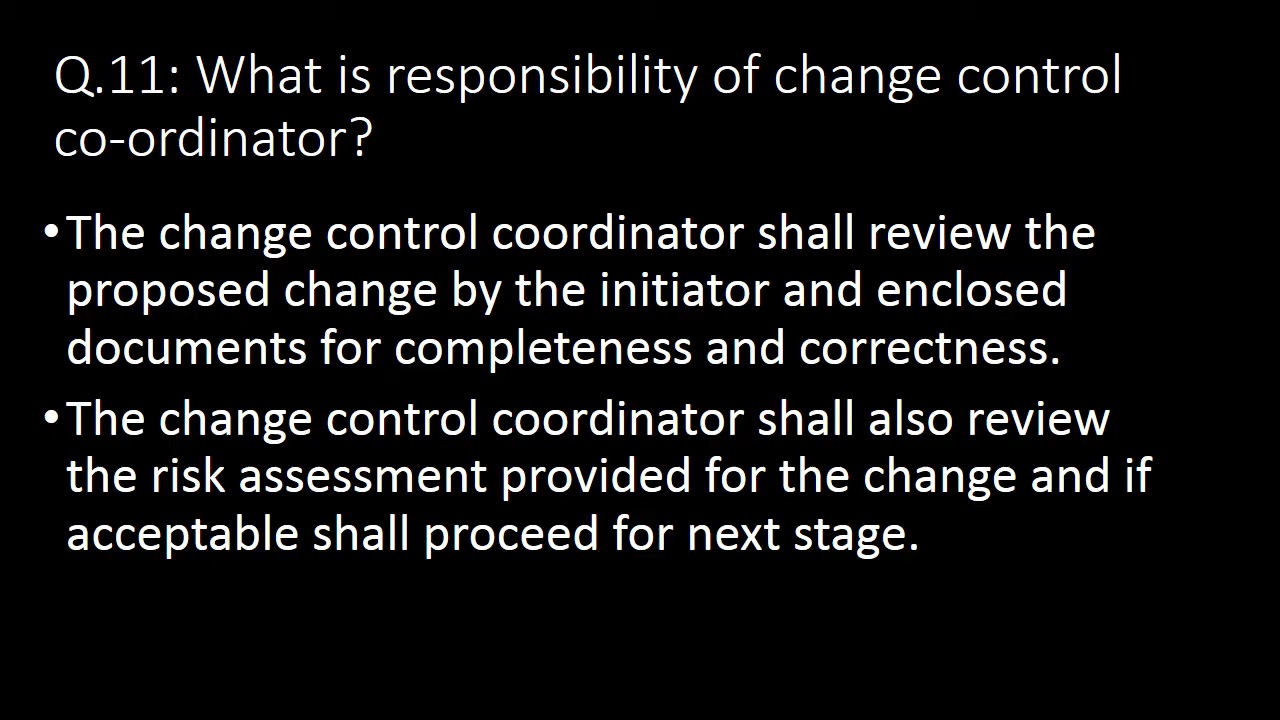 Q.11: What is responsibility of change control
co-ordinator?
•The change control coordinator shall review the
proposed change by the initiator and enclosed
documents for completeness and correctness.
•The change control coordinator shall also review
the risk assessment provided for the change and if
acceptable shall proceed for next stage.